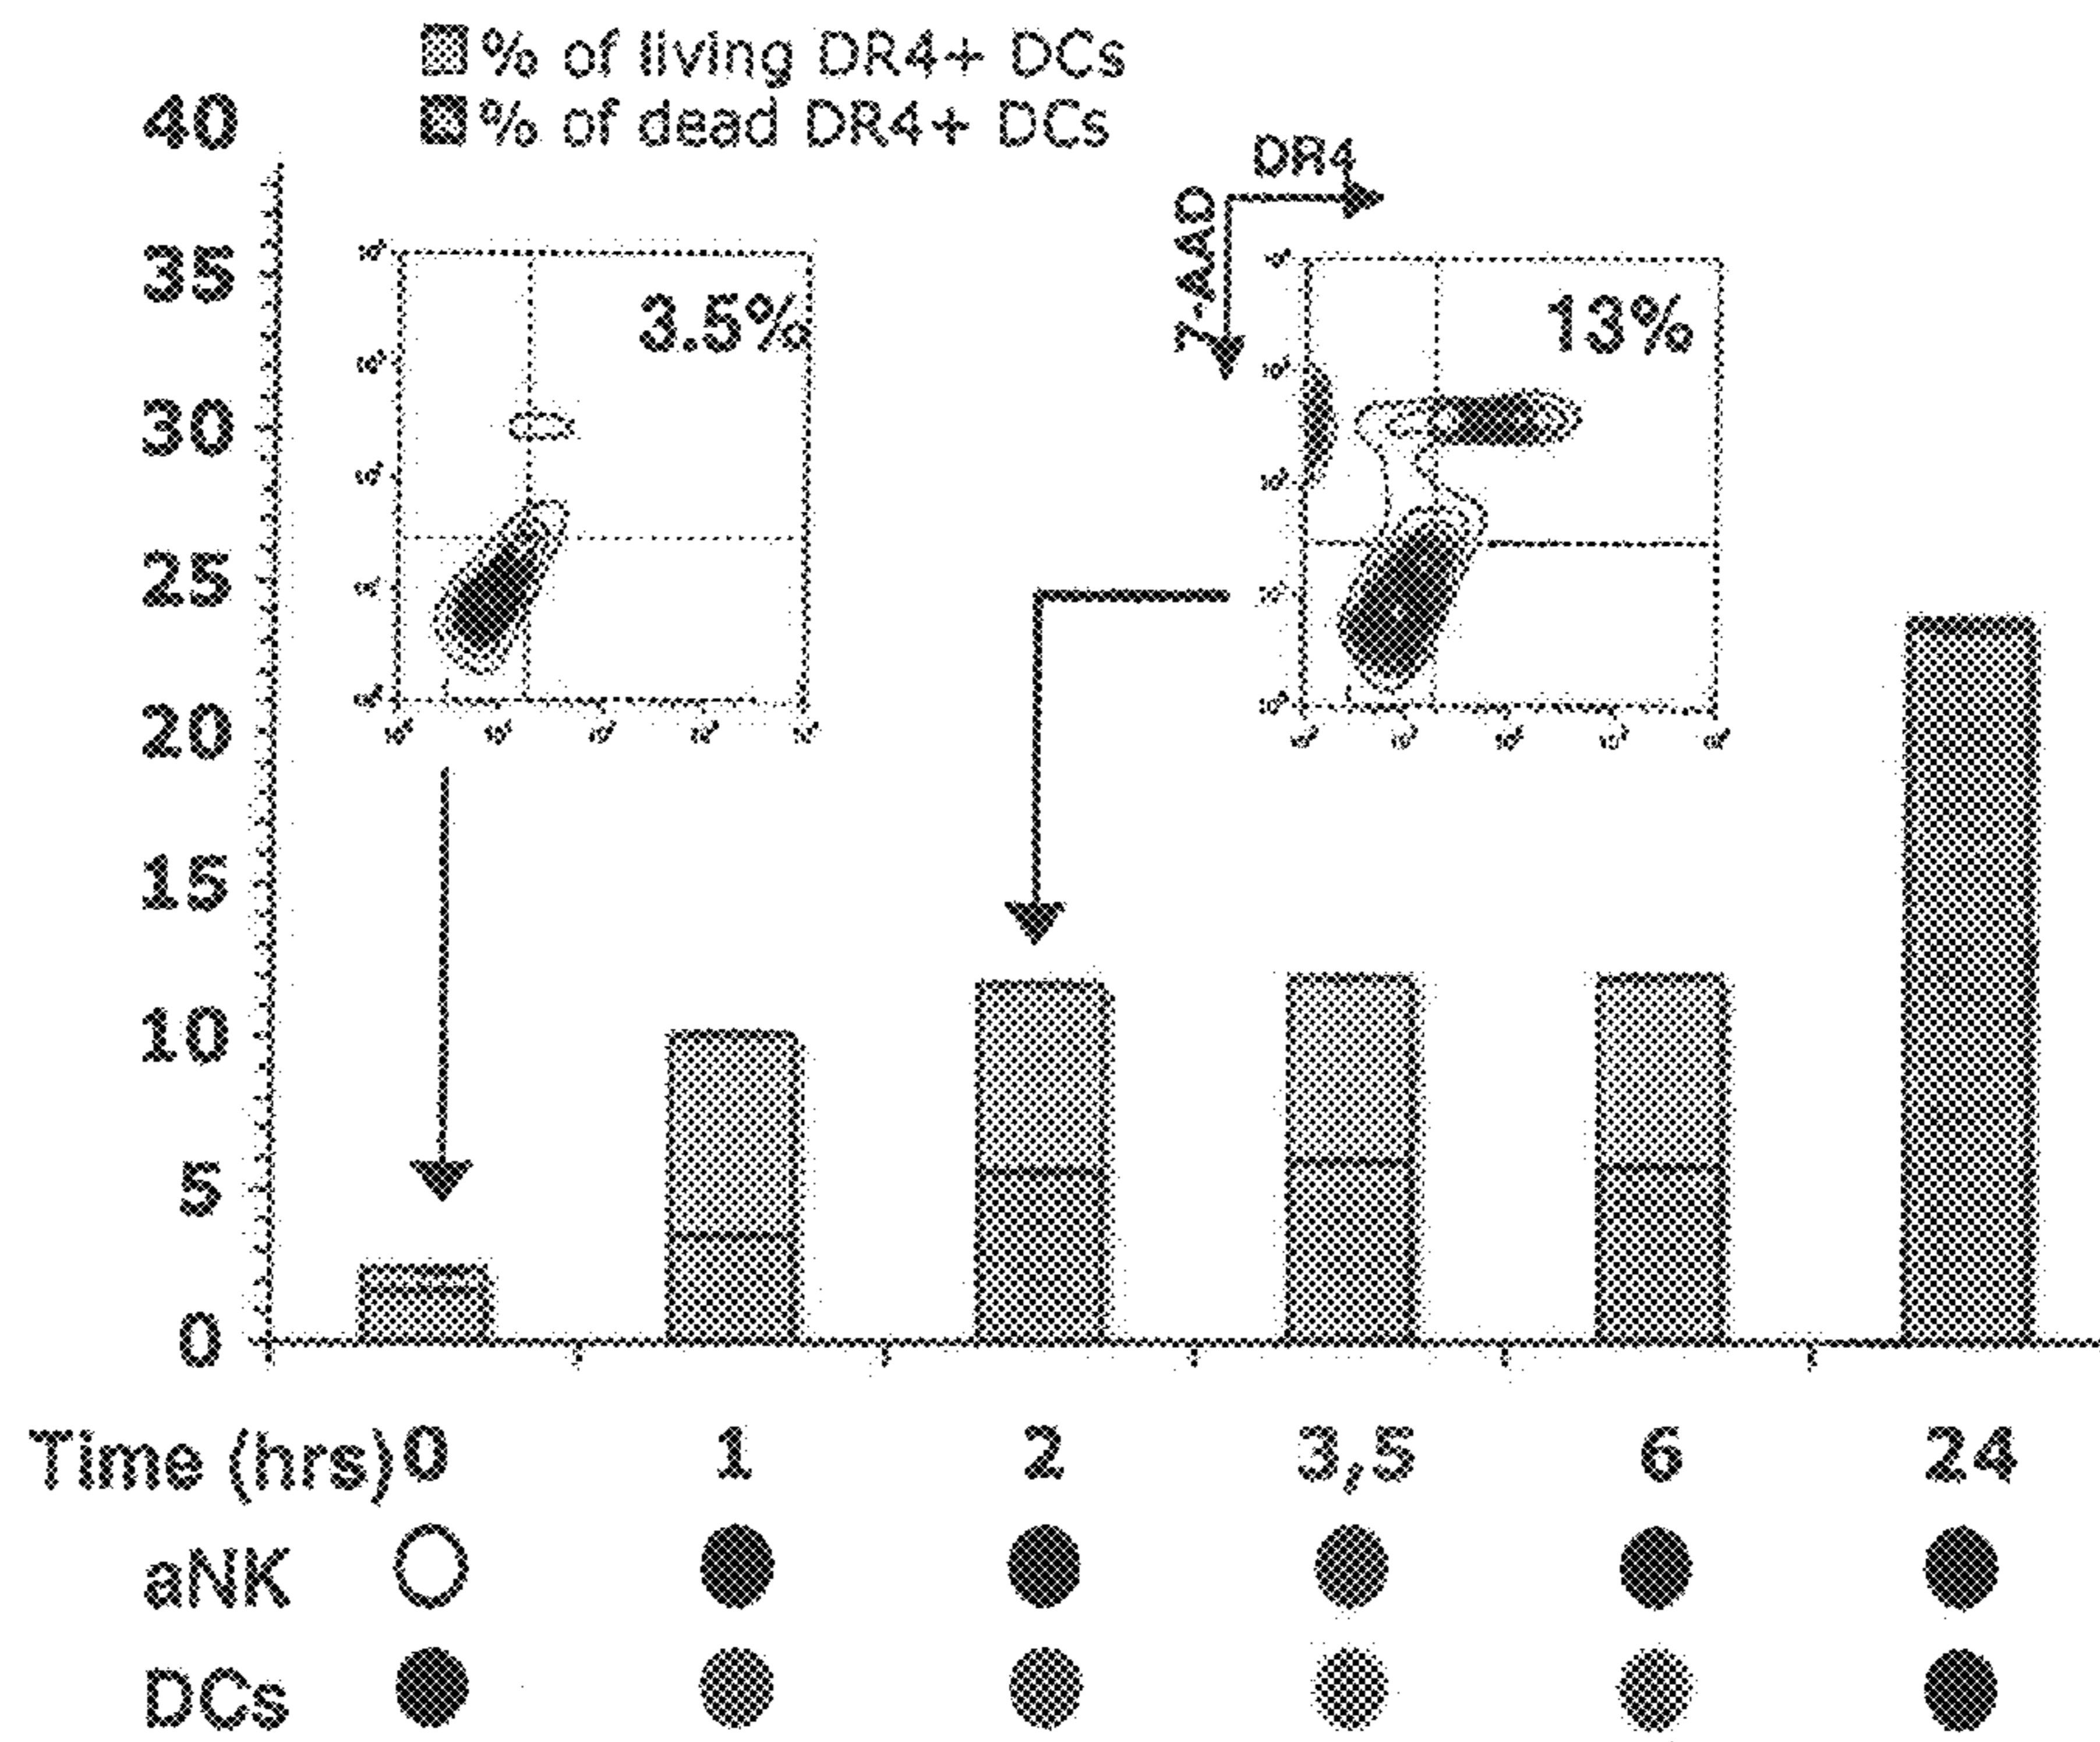 % of living DR4+ DCs
% of dead DR4+ DCs
40
35
30
25
20
15
10
5
0
3.5%
DR4
7-AAD
13%
Time (hrs) 0 1 2 3,5 6 24
aNK
DCs